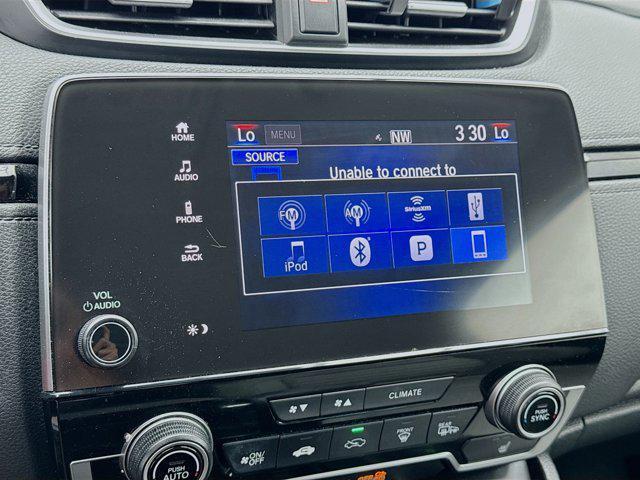 Lo MENU NW 3 30 Lo
SOURCE
Unable to connect to
HOME
AUDIO
PHONE
BACK
FM AM SiriusXM
iPod P
VOL
AUDIO
CLIMATE
ON/OFF
FRONT
REAR
PUSH AUTO
PUSH SYNC